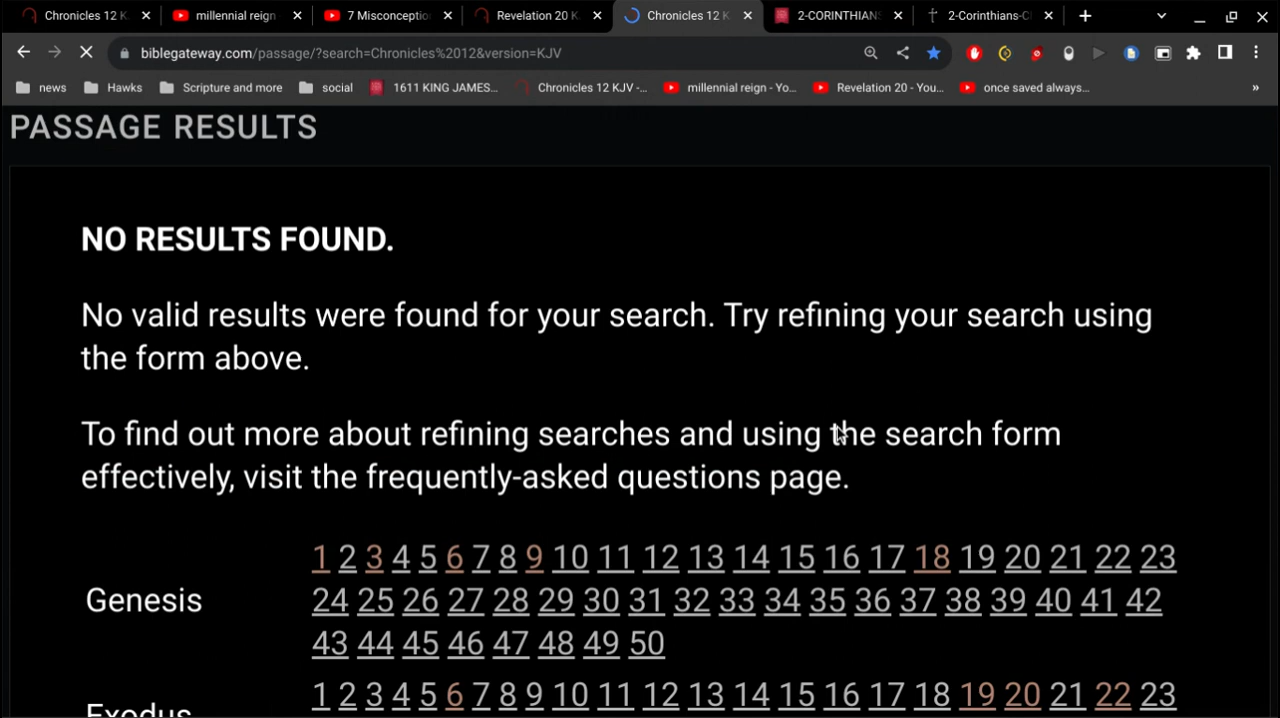 Chronicles 12 K
millennial reign
7 Misconceptio
Revelation 20 K
Chronicles 12 K
2-CORINTHIANS
2-Corinthians-C
biblegateway.com/passage/?search=Chronicles%2012&version=KJV
news
Hawks
Scripture and more
social
1611 KING JAMES...
Chronicles 12 KJV -...
millennial reign - Yo...
Revelation 20 - You...
once saved always...
»
PASSAGE RESULTS
NO RESULTS FOUND.
No valid results were found for your search. Try refining your search using
the form above.
To find out more about refining searches and using the search form
effectively, visit the frequently-asked questions page.
Genesis
1 2 3 4 5 6 7 8 9 10 11 12 13 14 15 16 17 18 19 20 21 22 23
24 25 26 27 28 29 30 31 32 33 34 35 36 37 38 39 40 41 42
43 44 45 46 47 48 49 50
Exodus
1 2 3 4 5 6 7 8 9 10 11 12 13 14 15 16 17 18 19 20 21 22 23